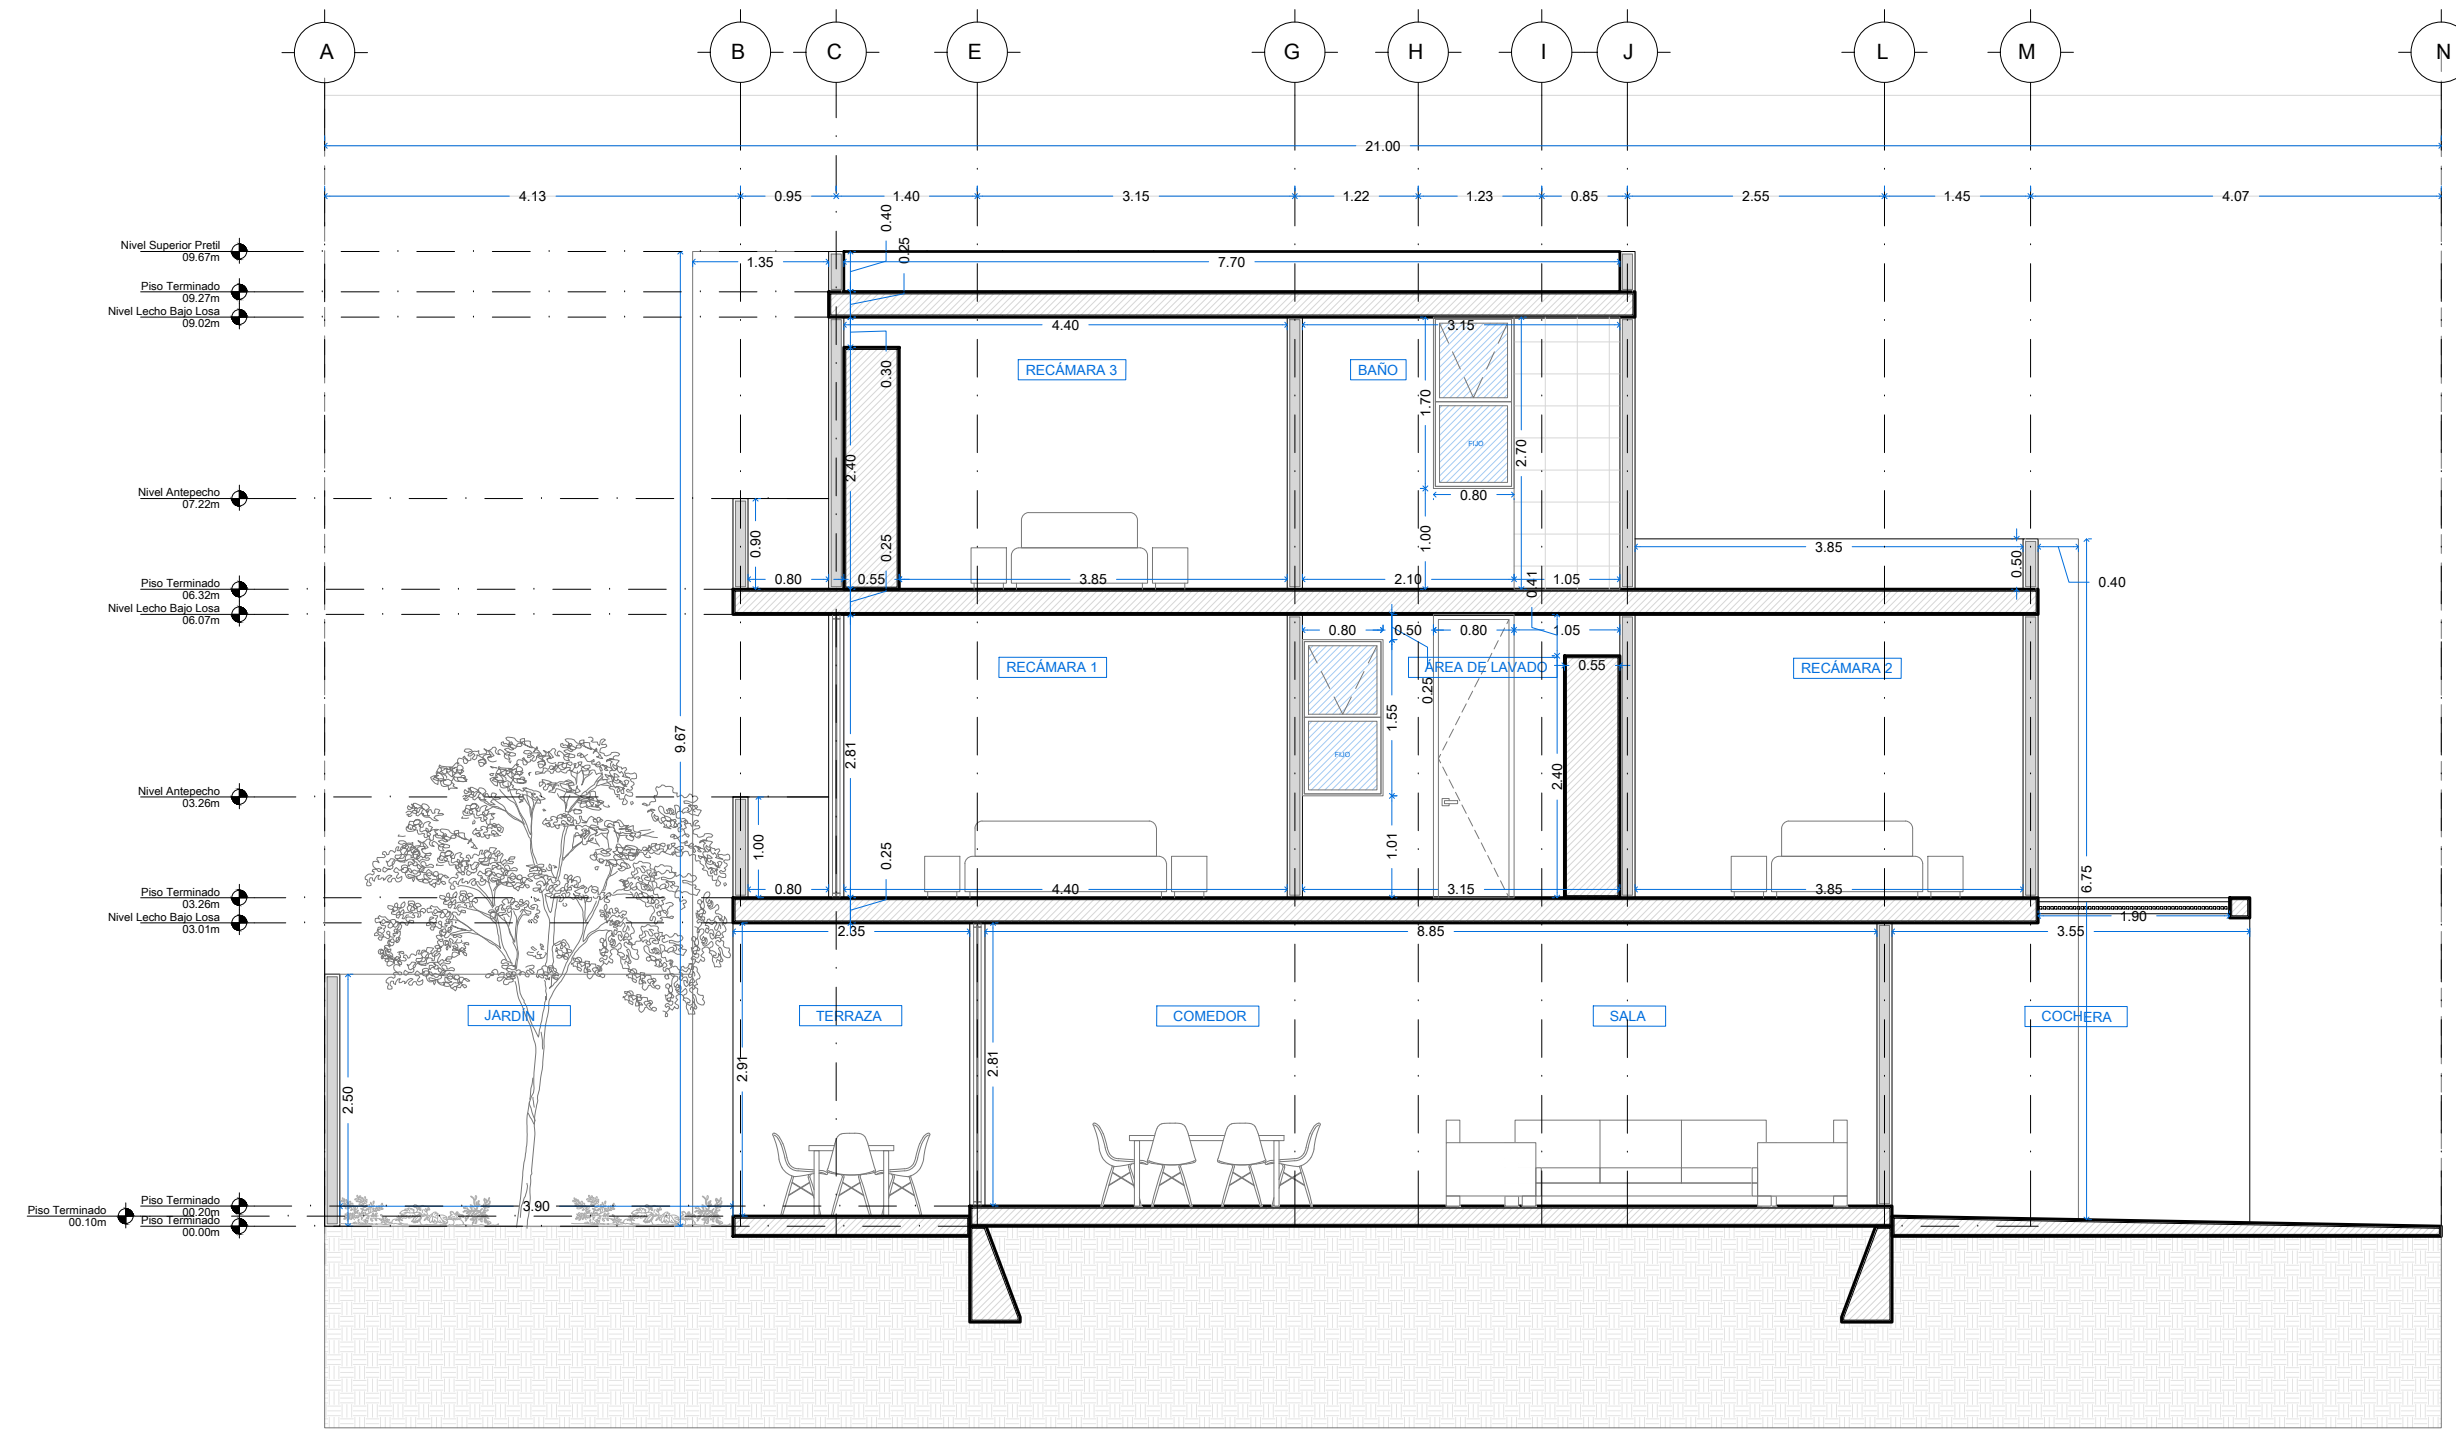 A B C E G H I J L M N
21.00
4.13 0.95 1.40 3.15 1.22 1.23 0.85 2.55 1.45 4.07
0.40
0.25
Nivel Superior Pretil
09.67m
1.35 7.70
Piso Terminado
09.27m
Nivel Lecho Bajo Losa
09.02m
4.40 3.15
RECÁMARA 3 BAÑO
0.30
1.70
FIJO
2.70
2.40
Nivel Antepecho
07.22m
0.80
0.90
0.25
1.00
3.85
0.50
0.40
Piso Terminado
06.32m
0.80 0.55 3.85 2.10 1.05
0.41
Nivel Lecho Bajo Losa
06.07m
0.80 0.50 0.80 1.05
RECÁMARA 1 ÁREA DE LAVADO 0.55 RECÁMARA 2
0.25
1.55
9.67
2.81
FIJO
2.40
Nivel Antepecho
03.26m
1.00
0.25
1.01
6.75
Piso Terminado
03.26m
0.80 4.40 3.15 3.85
Nivel Lecho Bajo Losa
03.01m
1.90
2.35 8.85 3.55
JARDÍN TERRAZA COMEDOR SALA COCHERA
2.91
2.81
2.50
Piso Terminado
00.20m
3.90
Piso Terminado
00.10m
Piso Terminado
00.00m